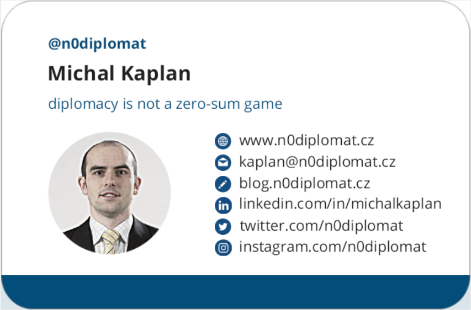 @n0diplomat
Michal Kaplan
diplomacy is not a zero-sum game
www.n0diplomat.cz
kaplan@n0diplomat.cz
blog.n0diplomat.cz
linkedin.com/in/michalkaplan
twitter.com/n0diplomat
instagram.com/n0diplomat